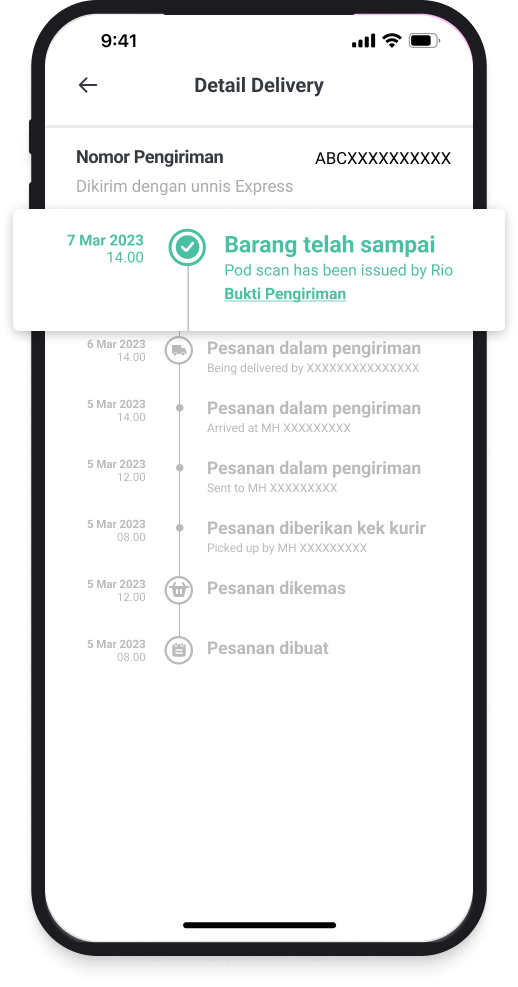 9:41
Detail Delivery
Nomor Pengiriman ABCXXXXXXXXXX
Dikirim dengan unnis Express
7 Mar 2023 Barang telah sampai
14.00 Pod scan has been issued by Rio
Bukti Pengiriman
6 Mar 2023 Pesanan dalam pengiriman
14.00 Being delivered by XXXXXXXXXXXXXXX
5 Mar 2023 Pesanan dalam pengiriman
14.00 Arrived at MH XXXXXXXXX
5 Mar 2023 Pesanan dalam pengiriman
12.00 Sent to MH XXXXXXXXX
5 Mar 2023 Pesanan diberikan kek kurir
08.00 Picked up by MH XXXXXXXXX
5 Mar 2023 Pesanan dikemas
12.00
5 Mar 2023 Pesanan dibuat
08.00